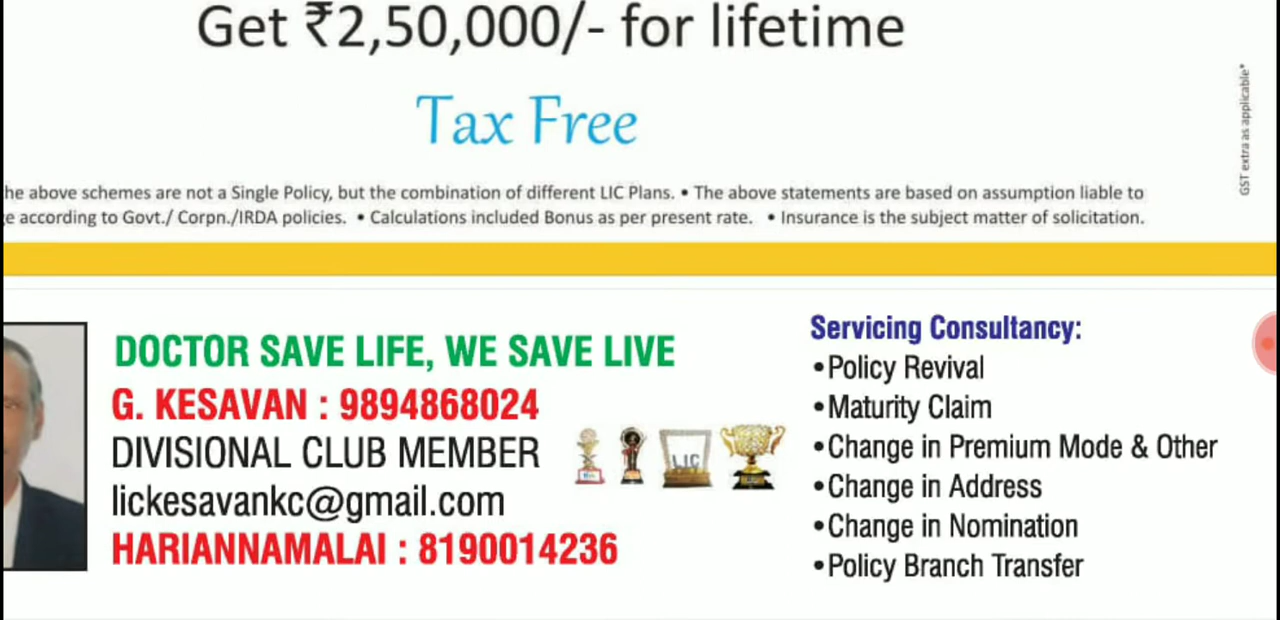 Get ₹2,50,000/- for lifetime
Tax Free
GST extra as applicable*
he above schemes are not a Single Policy, but the combination of different LIC Plans. • The above statements are based on assumption liable to
e according to Govt./ Corpn./IRDA policies. • Calculations included Bonus as per present rate. • Insurance is the subject matter of solicitation.
DOCTOR SAVE LIFE, WE SAVE LIVE
G. KESAVAN : 9894868024
DIVISIONAL CLUB MEMBER
lickesavankc@gmail.com
HARIANNAMALAI : 8190014236
LIC
Servicing Consultancy:
•Policy Revival
•Maturity Claim
•Change in Premium Mode & Other
•Change in Address
•Change in Nomination
•Policy Branch Transfer